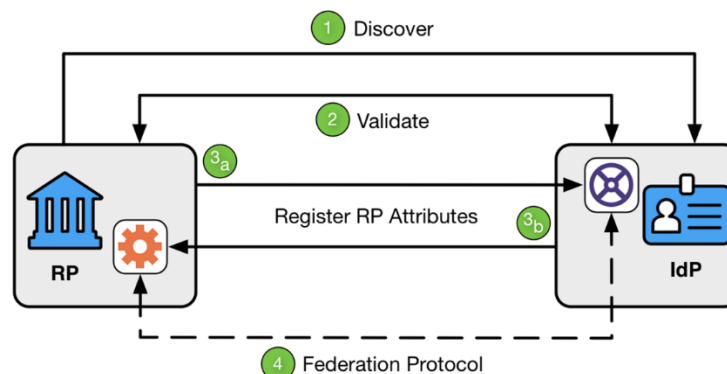 1 Discover
2 Validate
3a
Register RP Attributes
3b
RP
IdP
4 Federation Protocol